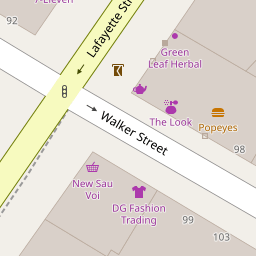 7-Eleven
92
Lafayette Str
Green
Leaf Herbal
The Look
Popeyes
Walker Street
98
New Sau
Voi
DG Fashion
Trading
99
103